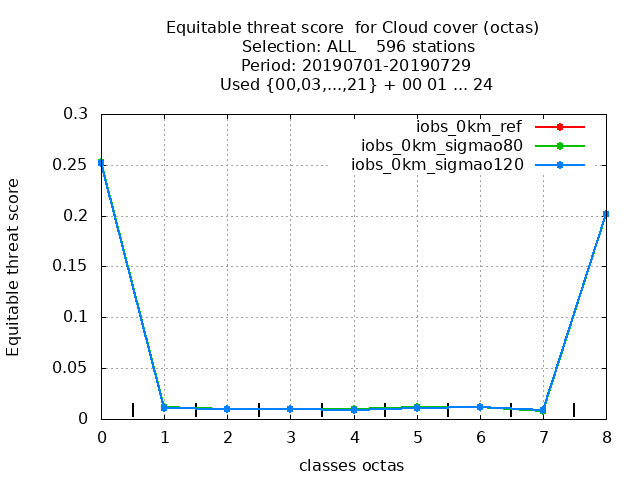 Equitable threat score  for Cloud cover (octas)
Selection: ALL    596 stations
Period: 20190701-20190729
Used {00,03,...,21} + 00 01 ... 24
iobs_0km_ref
iobs_0km_sigmao80
iobs_0km_sigmao120
Equitable threat score
0.3
0.25
0.2
0.15
0.1
0.05
0
0 1 2 3 4 5 6 7 8
classes octas